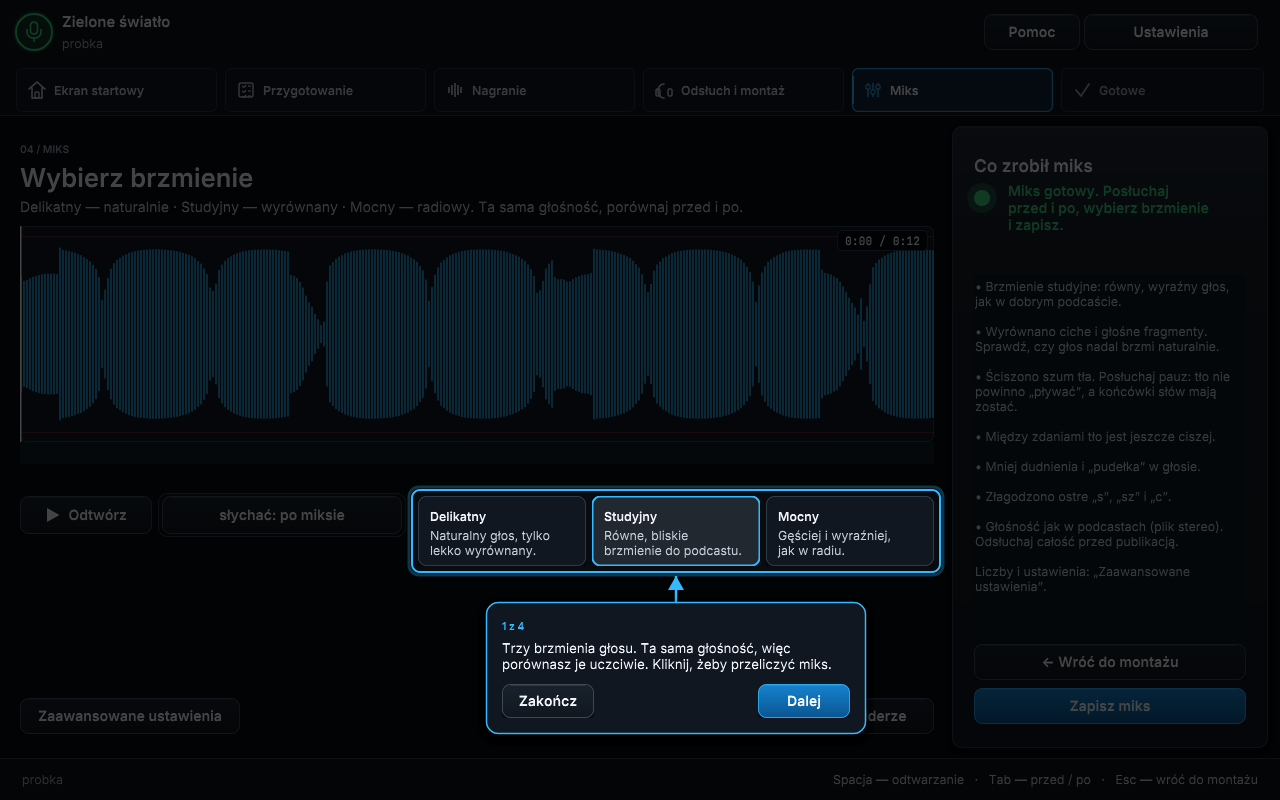 Zielone światło
probka
Pomoc
Ustawienia
Ekran startowy
Przygotowanie
Nagranie
Odsłuch i montaż
Miks
Gotowe
04 / MIKS
Wybierz brzmienie
Delikatny — naturalnie · Studyjny — wyrównany · Mocny — radiowy. Ta sama głośność, porównaj przed i po.
0:00 / 0:12
Odtwórz
słychać: po miksie
Delikatny
Naturalny głos, tylko
lekko wyrównany.
Studyjny
Równe, bliskie
brzmienie do podcastu.
Mocny
Gęściej i wyraźniej,
jak w radiu.
1 z 4
Trzy brzmienia głosu. Ta sama głośność, więc
porównasz je uczciwie. Kliknij, żeby przeliczyć miks.
Zakończ
Dalej
Zaawansowane ustawienia
derze
Co zrobił miks
Miks gotowy. Posłuchaj
przed i po, wybierz brzmienie
i zapisz.
• Brzmienie studyjne: równy, wyraźny głos,
jak w dobrym podcaście.
• Wyrównano ciche i głośne fragmenty.
Sprawdź, czy głos nadal brzmi naturalnie.
• Ściszono szum tła. Posłuchaj pauz: tło nie
powinno „pływać”, a końcówki słów mają
zostać.
• Między zdaniami tło jest jeszcze ciszej.
• Mniej dudnienia i „pudełka” w głosie.
• Złagodzono ostre „s”, „sz” i „c”.
• Głośność jak w podcastach (plik stereo).
Odsłuchaj całość przed publikacją.
Liczby i ustawienia: „Zaawansowane
ustawienia”.
← Wróć do montażu
Zapisz miks
probka
Spacja — odtwarzanie · Tab — przed / po · Esc — wróć do montażu